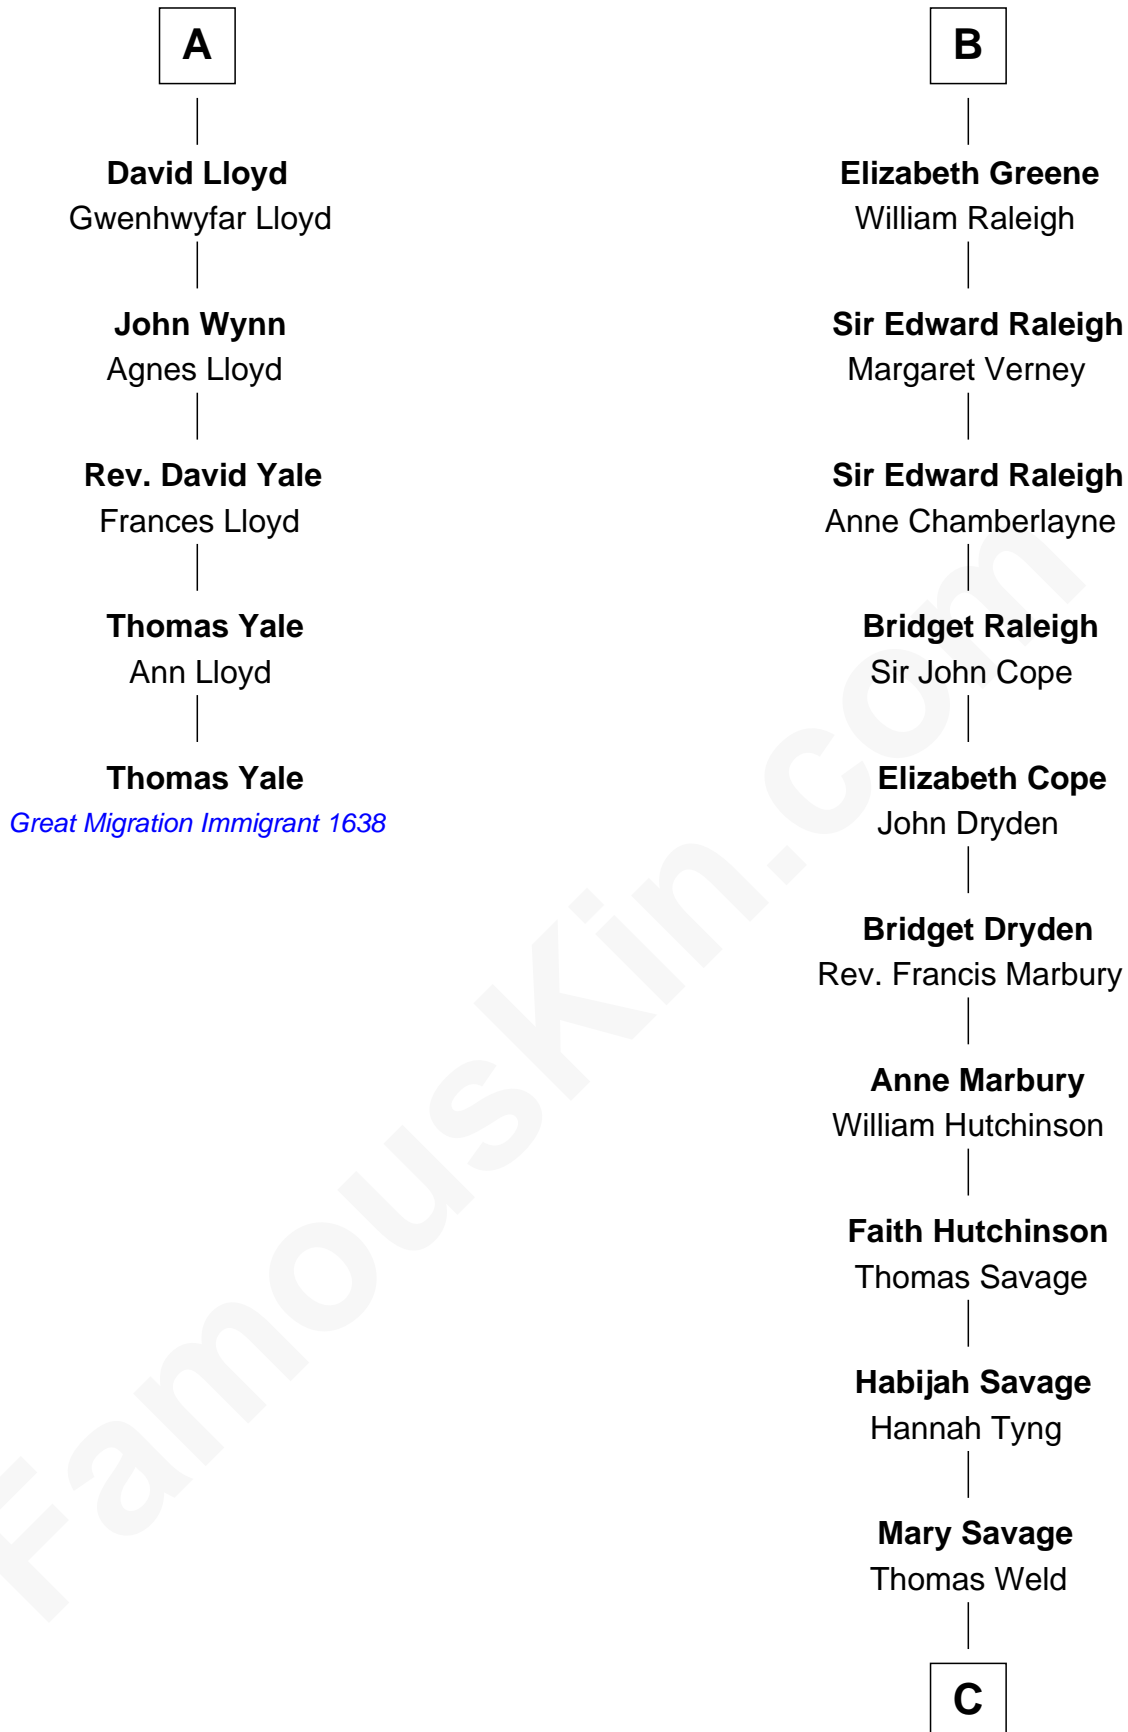 A
David Lloyd
Gwenhwyfar Lloyd
John Wynn
Agnes Lloyd
Rev. David Yale
Frances Lloyd
Thomas Yale
Ann Lloyd
Thomas Yale
Great Migration Immigrant 1638
B
Elizabeth Greene
William Raleigh
Sir Edward Raleigh
Margaret Verney
Sir Edward Raleigh
Anne Chamberlayne
Bridget Raleigh
Sir John Cope
Elizabeth Cope
John Dryden
Bridget Dryden
Rev. Francis Marbury
Anne Marbury
William Hutchinson
Faith Hutchinson
Thomas Savage
Habijah Savage
Hannah Tyng
Mary Savage
Thomas Weld
C
FamousKin.com